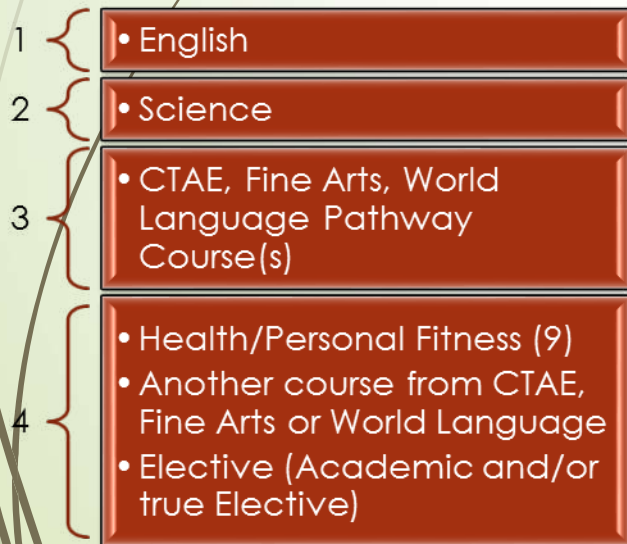 1
• English
2
• Science
3
• CTAE, Fine Arts, World
Language Pathway
Course(s)
4
• Health/Personal Fitness (9)
• Another course from CTAE,
Fine Arts or World Language
• Elective (Academic and/or
true Elective)